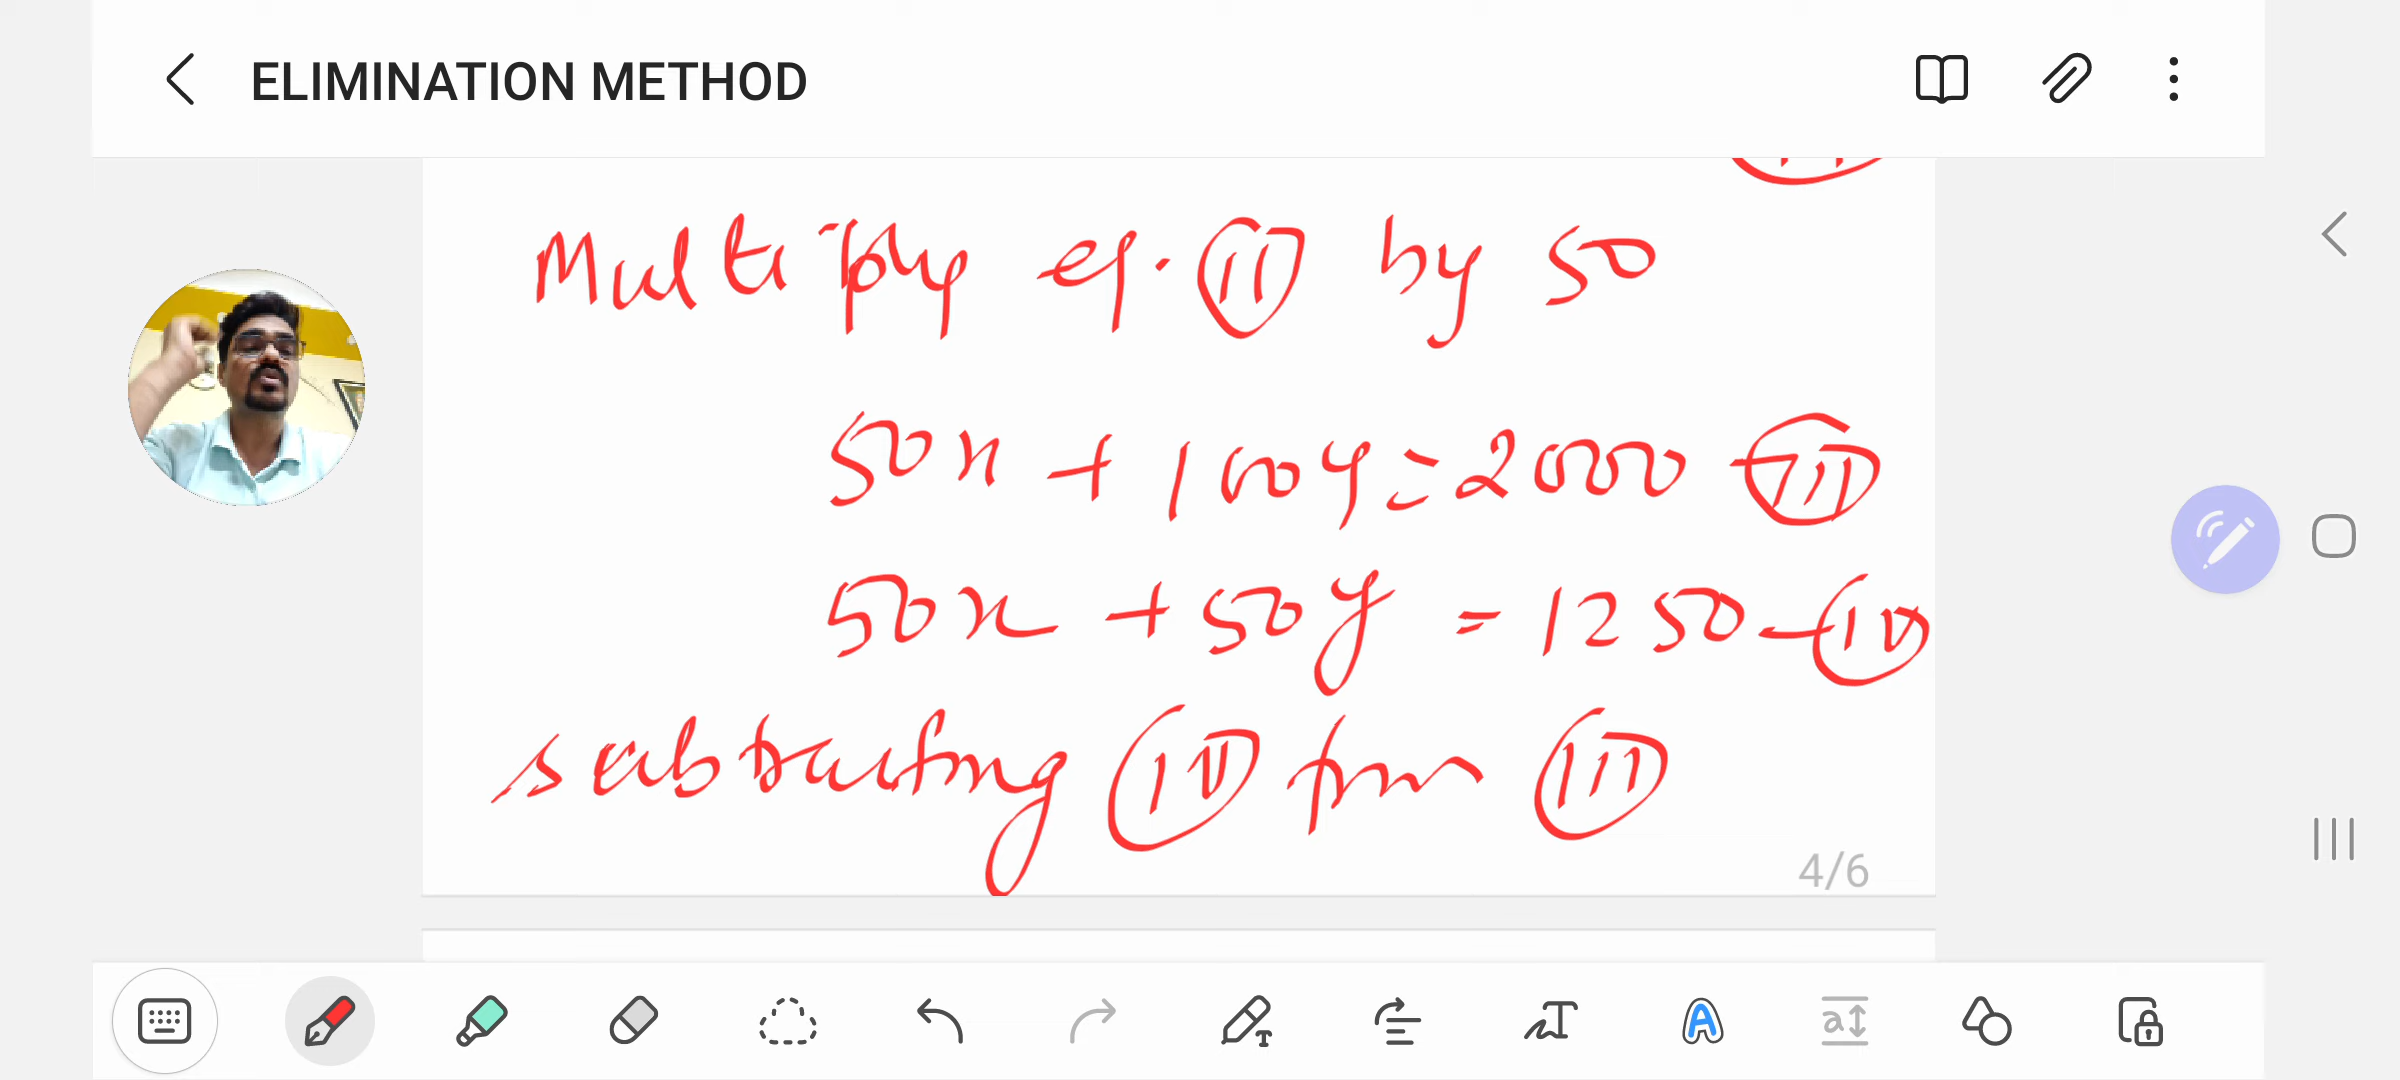 ELIMINATION METHOD
Multiply eq. (II) by 50
50x + 100y = 2000 - (III)
50x + 50y = 1250 - (IV)
subtracting (IV) from (III)
4/6